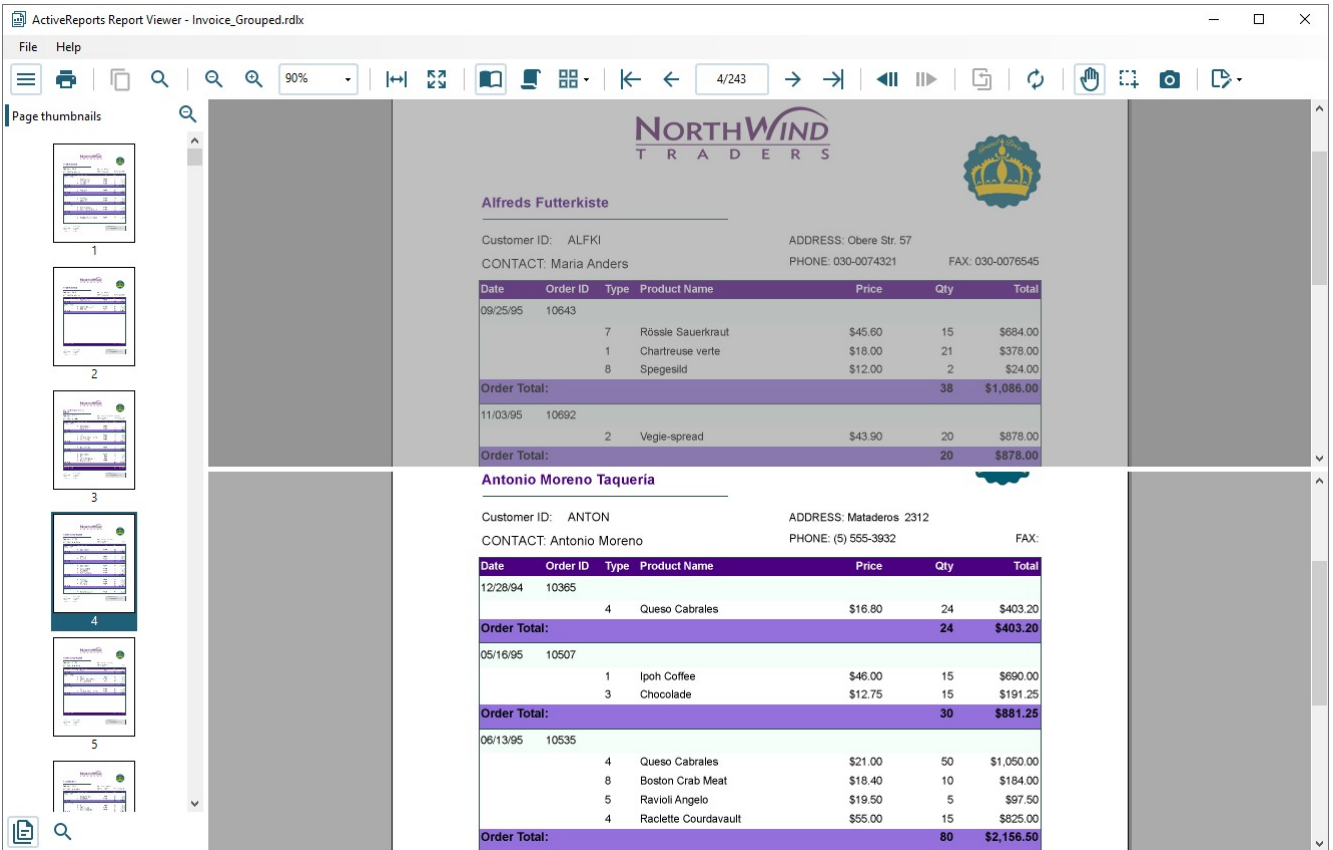 ActiveReports Report Viewer - Invoice_Grouped.rdlx
File Help
90% 4/243
Page thumbnails
1
2
3
4
5
NORTHWIND
TRADERS
Alfreds Futterkiste
Customer ID: ALFKI ADDRESS: Obere Str. 57
CONTACT: Maria Anders PHONE: 030-0074321 FAX: 030-0076545
Date Order ID Type Product Name Price Qty Total
09/25/95 10643
7 Rössle Sauerkraut $45.60 15 $684.00
1 Chartreuse verte $18.00 21 $378.00
8 Spegesild $12.00 2 $24.00
Order Total: 38 $1,086.00
11/03/95 10692
2 Vegie-spread $43.90 20 $878.00
Order Total: 20 $878.00
Antonio Moreno Taquería
Customer ID: ANTON ADDRESS: Mataderos 2312
CONTACT: Antonio Moreno PHONE: (5) 555-3932 FAX:
Date Order ID Type Product Name Price Qty Total
12/28/94 10365
4 Queso Cabrales $16.80 24 $403.20
Order Total: 24 $403.20
05/16/95 10507
1 Ipoh Coffee $46.00 15 $690.00
3 Chocolade $12.75 15 $191.25
Order Total: 30 $881.25
06/13/95 10535
4 Queso Cabrales $21.00 50 $1,050.00
8 Boston Crab Meat $18.40 10 $184.00
5 Ravioli Angelo $19.50 5 $97.50
4 Raclette Courdavault $55.00 15 $825.00
Order Total: 80 $2,156.50